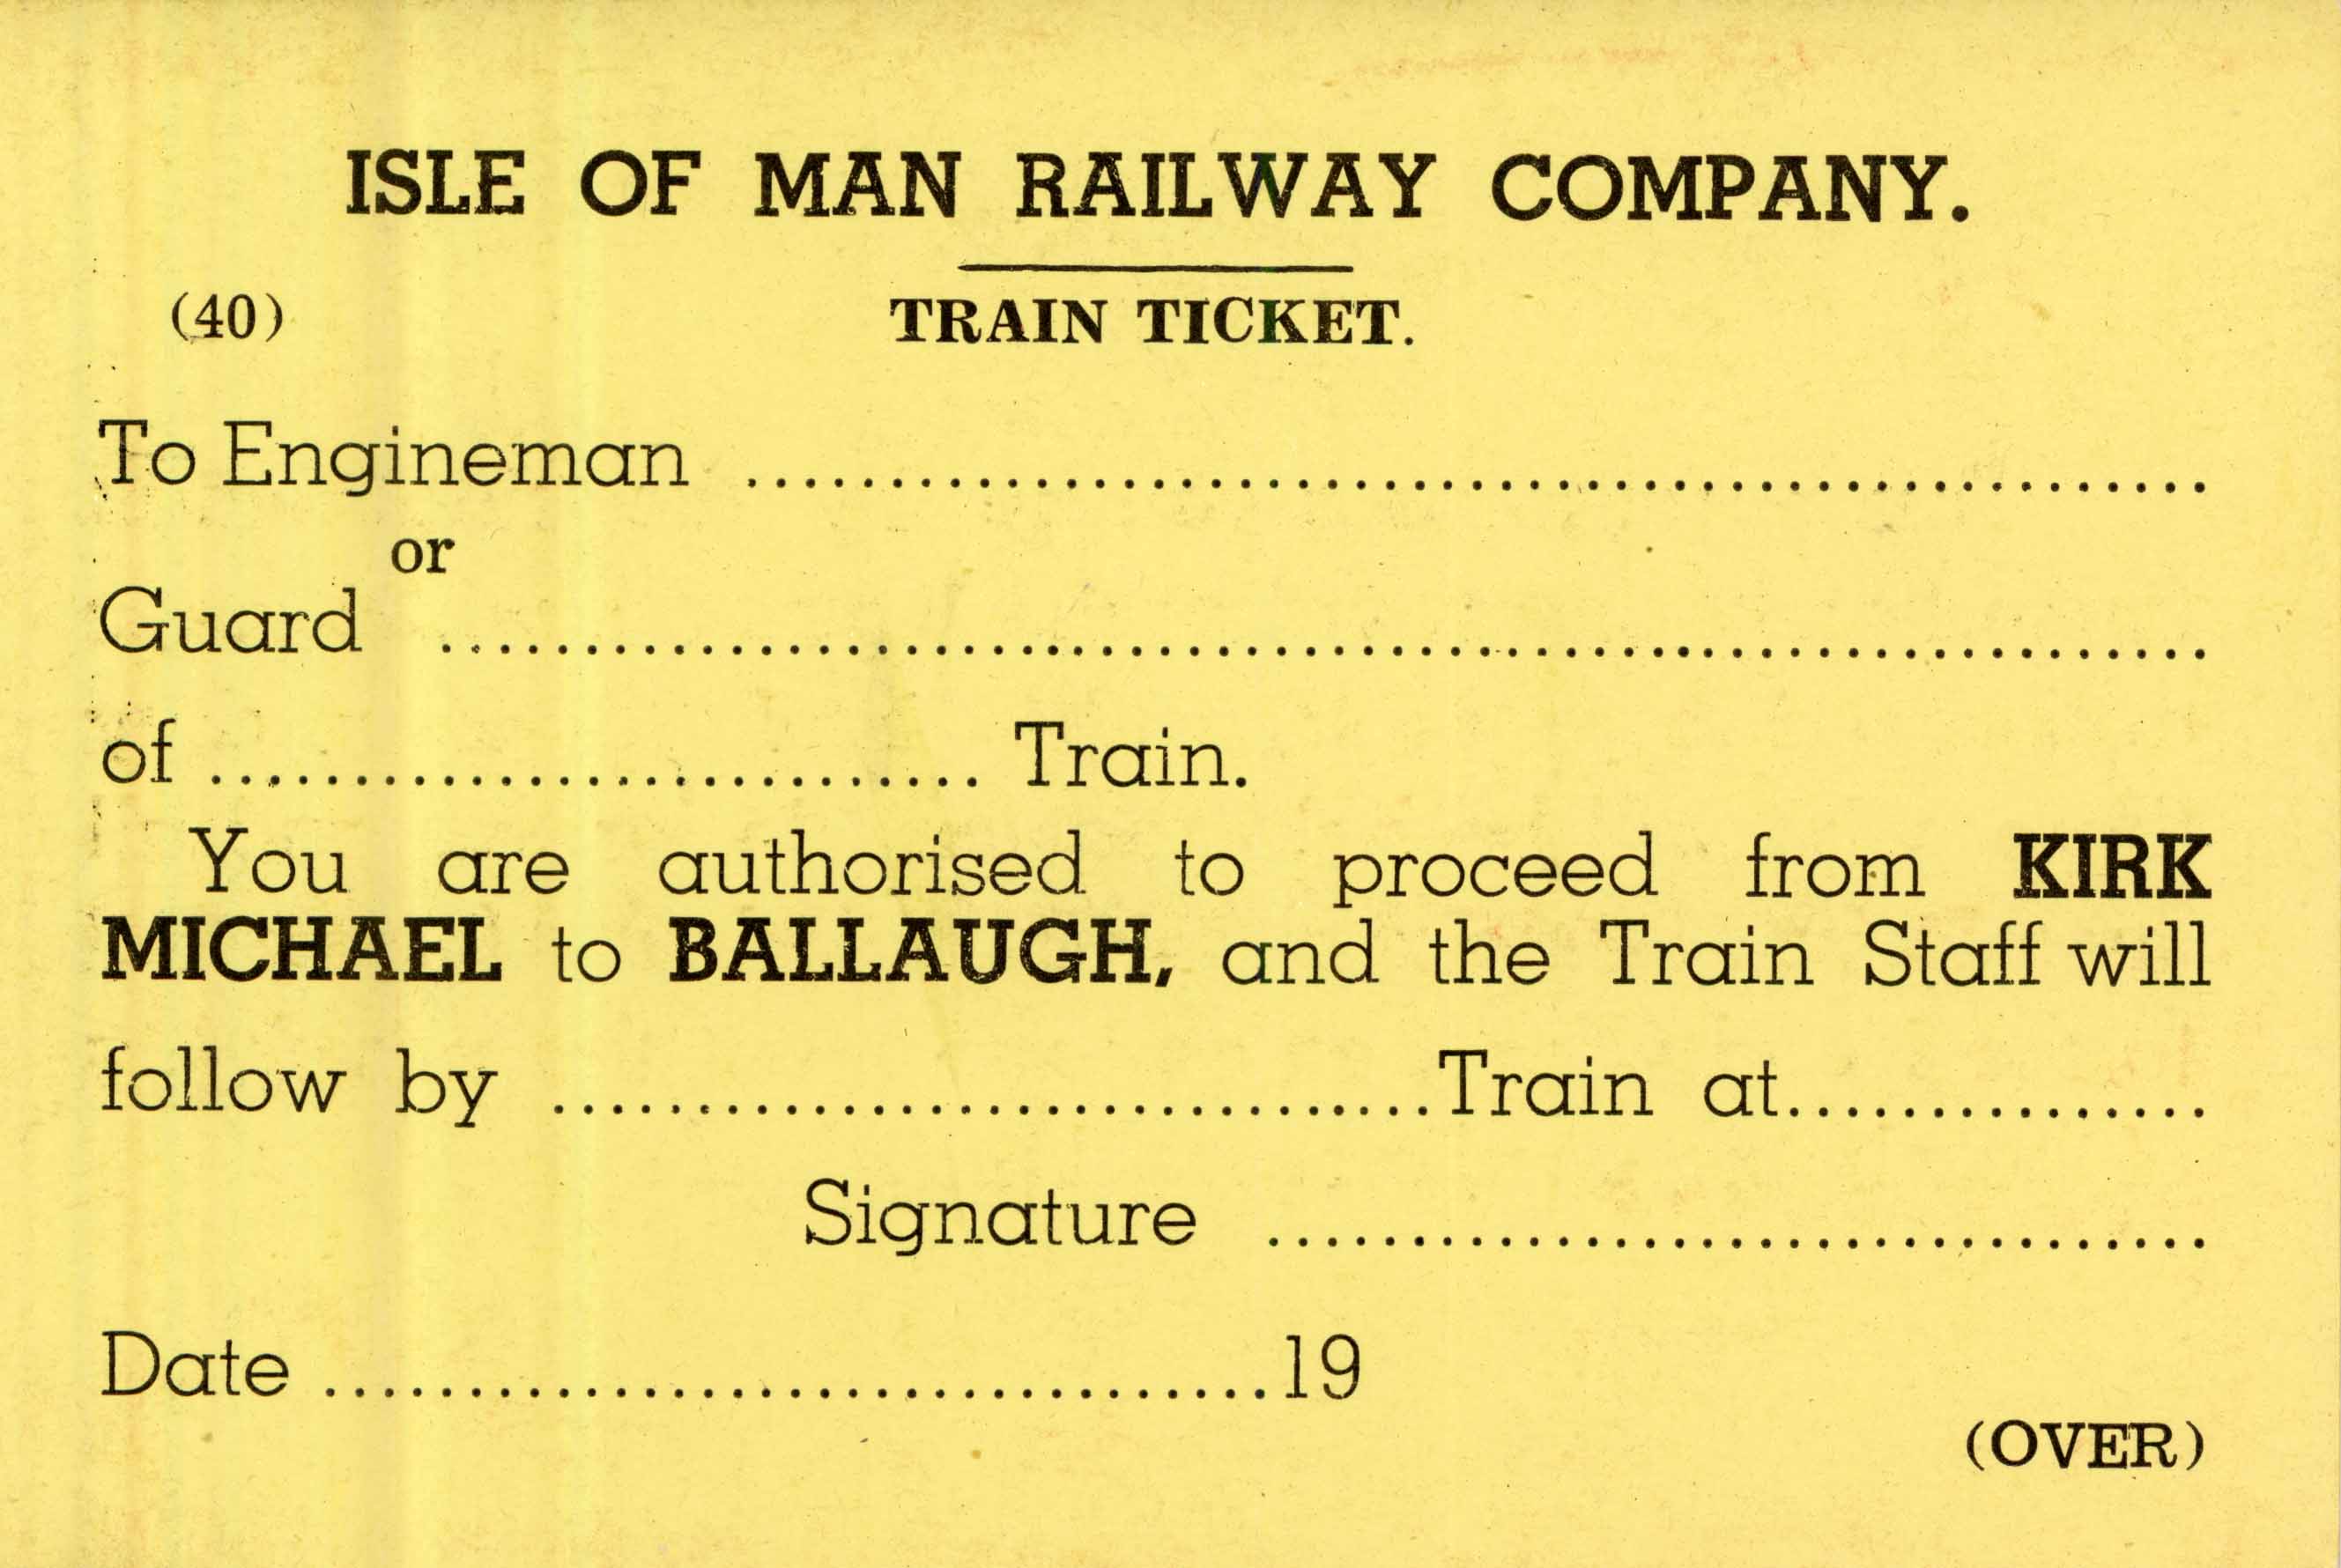 ISLE OF MAN RAILWAY COMPANY.
(40) TRAIN TICKET.
To Engineman ...................................................
or
Guard .............................................................
of ........................... Train.
You are authorised to proceed from KIRK
MICHAEL to BALLAUGH, and the Train Staff will
follow by ...............................Train at...............
Signature .................................
Date .................................19
(OVER)